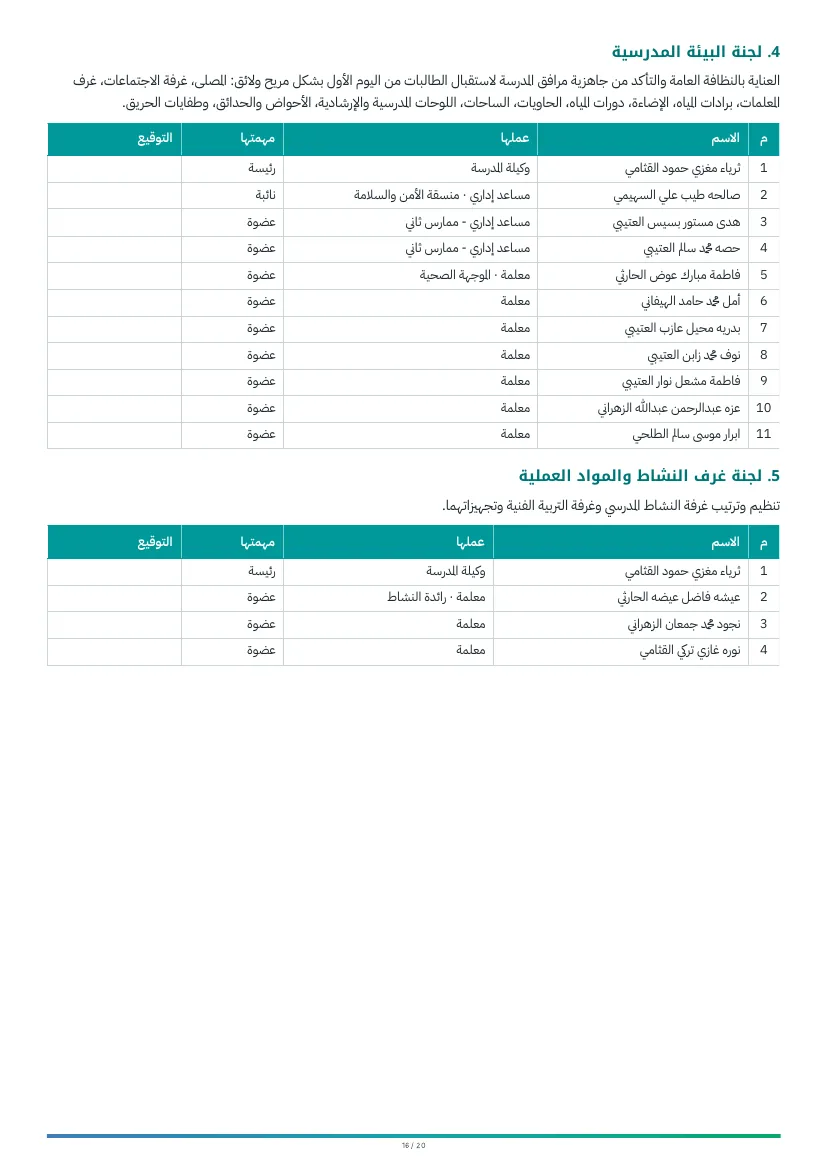 4. لجنة البيئة المدرسية
العناية بالنظافة العامة والتأكد من جاهزية مرافق المدرسة لاستقبال الطالبات من اليوم الأول بشكل مريح ولائق: المصلى، غرفة الاجتماعات، غرف
المعلمات، برادات المياه، الإضاءة، دورات المياه، الحاويات، الساحات، اللوحات المدرسية والإرشادية، الأحواض والحدائق، وطفايات الحريق.
م الاسم عملها مهمتها التوقيع
1 ثرياء مغزي حمود القثامي وكيلة المدرسة رئيسة
2 صالحه طيب علي السهيمي مساعد إداري · منسقة الأمن والسلامة نائبة
3 هدى مستور بسيس العتيبي مساعد إداري - ممارس ثاني عضوة
4 حصه محمد سالم العتيبي مساعد إداري - ممارس ثاني عضوة
5 فاطمة مبارك عوض الحارثي معلمة · الموجهة الصحية عضوة
6 أمل محمد حامد الهيفاني معلمة عضوة
7 بدريه محيل عازب العتيبي معلمة عضوة
8 نوف محمد زابن العتيبي معلمة عضوة
9 فاطمة مشعل نوار العتيبي معلمة عضوة
10 عزه عبدالرحمن عبدالله الزهراني معلمة عضوة
11 ابرار موسى سالم الطلحي معلمة عضوة
5. لجنة غرف النشاط والمواد العملية
تنظيم وترتيب غرفة النشاط المدرسي وغرفة التربية الفنية وتجهيزاتهما.
م الاسم عملها مهمتها التوقيع
1 ثرياء مغزي حمود القثامي وكيلة المدرسة رئيسة
2 عيشه فاضل عيضه الحارثي معلمة · رائدة النشاط عضوة
3 نجود محمد جمعان الزهراني معلمة عضوة
4 نوره غازي تركي القثامي معلمة عضوة
16 / 20